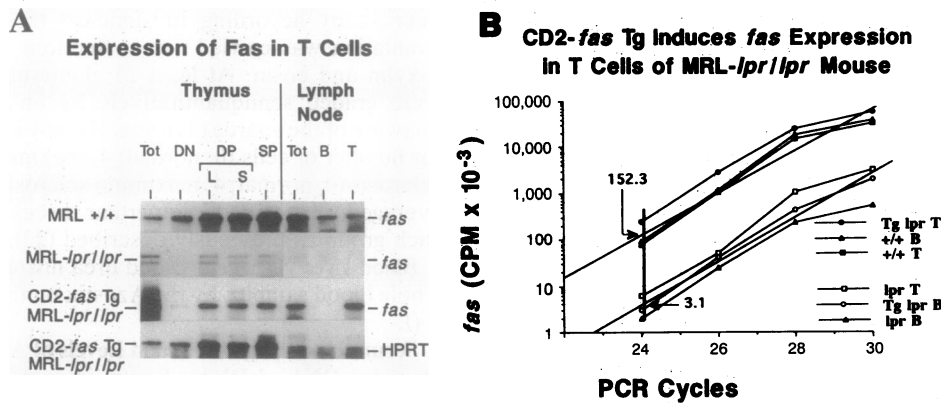 A
Expression of Fas in T Cells
Thymus
Lymph
Node
Tot DN DP SP Tot B T
L S
MRL +/+
fas
MRL-lpr/lpr
fas
CD2-fas Tg
MRL-lpr/lpr
fas
CD2-fas Tg
MRL-lpr/lpr
HPRT
B
CD2-fas Tg Induces fas Expression
in T Cells of MRL-lpr/lpr Mouse
fas (CPM x 10-3)
100,000
10,000
1,000
100
10
1
152.3
3.1
Tg lpr T
+/+ B
+/+ T
lpr T
Tg lpr B
lpr B
24 26 28 30
PCR Cycles